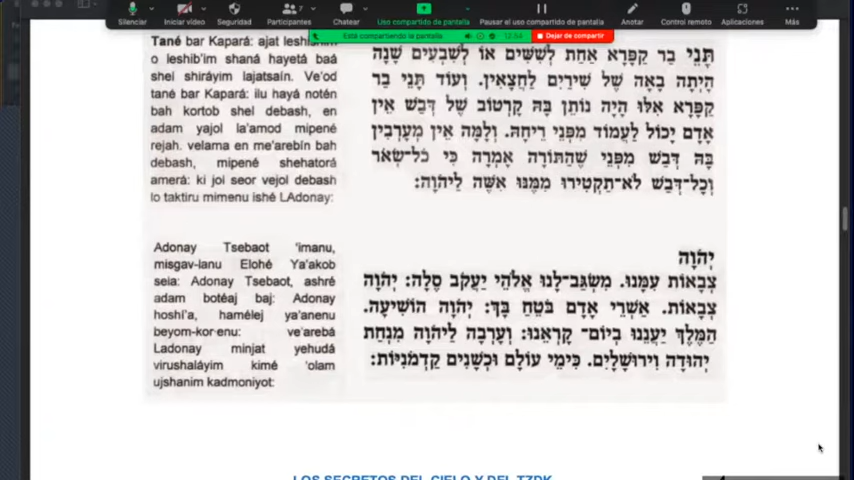 Silenciar
Iniciar vídeo
Seguridad
Participantes
7
Chatear
Uso compartido de pantalla
Pausar el uso compartido de pantalla
Anotar
Control remoto
Aplicaciones
Más
Está compartiendo la pantalla
Dejar de compartir
Tané bar Kapará: ajat leshishim
o leshib'im shaná hayetá baá
shel shiráyim lajatsaín. Ve'od
tané bar Kapará: ilu hayá notén
bah kortob shel debash, en
adam yajol la'amod mipené
rejah. velama en me'arebín bah
debash, mipené shehatorá
amerá: ki jol seor vejol debash
lo taktiru mimenu ishé LAdonay:
תָּנֵי בַר קַפָּרָא אַחַת לְשִׁשִּׁים אוֹ לְשִׁבְעִים שָׁנָה
הָיְתָה בָאָה שֶׁל שִׁירַיִם לַחֲצָאִין. וְעוֹד תָּנֵי בַר
קַפָּרָא אִלּוּ הָיָה נוֹתֵן בָּהּ קָרְטוֹב שֶׁל דְּבַשׁ אֵין
אָדָם יָכוֹל לַעֲמוֹד מִפְּנֵי רֵיחָהּ. וְלָמָּה אֵין מְעָרְבִין
בָּהּ דְּבַשׁ מִפְּנֵי שֶׁהַתּוֹרָה אָמְרָה כִּי כׇל־שְׂאֹר
וְכׇל־דְּבַשׁ לֹא־תַקְטִירוּ מִמֶּנּוּ אִשֶּׁה לַיהֹוָה:
Adonay Tsebaot 'imanu,
misgav-lanu Elohé Ya'akob
sela: Adonay Tsebaot, ashré
adam botéaj baj: Adonay
hoshi'a, hamélej ya'anenu
beyom-kor·enu: ve'arebá
Ladonay minjat yehudá
virushaláyim kimé 'olam
ujshanim kadmoniyot:
יְהֹוָה
צְבָאוֹת עִמָּנוּ. מִשְׂגַּב־לָנוּ אֱלֹהֵי יַעֲקֹב סֶלָה: יְהֹוָה
צְבָאוֹת. אַשְׁרֵי אָדָם בֹּטֵחַ בָּךְ: יְהֹוָה הוֹשִׁיעָה.
הַמֶּלֶךְ יַעֲנֵנוּ בְיוֹם־ קׇרְאֵנוּ: וְעָרְבָה לַיהֹוָה מִנְחַת
יְהוּדָה וִירוּשָׁלָיִם. כִּימֵי עוֹלָם וּכְשָׁנִים קַדְמֹנִיּוֹת:
LOS SECRETOS DEL CIELO Y DEL TZDK